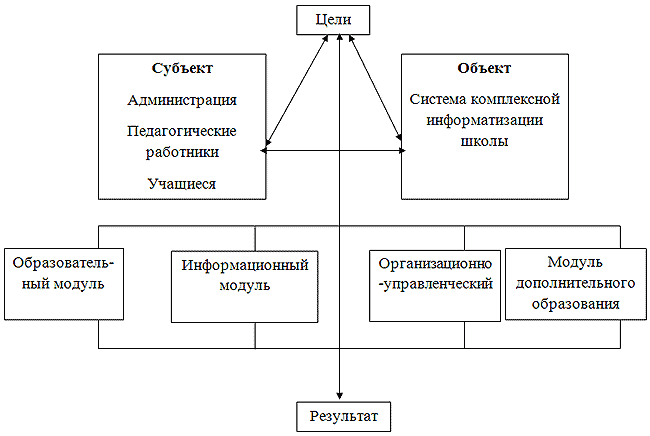 Цели
Субъект
Администрация
Педагогические
работники
Учащиеся
Объект
Система комплексной
информатизации
школы
Образователь-
ный модуль
Информационный
модуль
Организационно
-управленческий
Модуль
дополнительного
образования
Результат